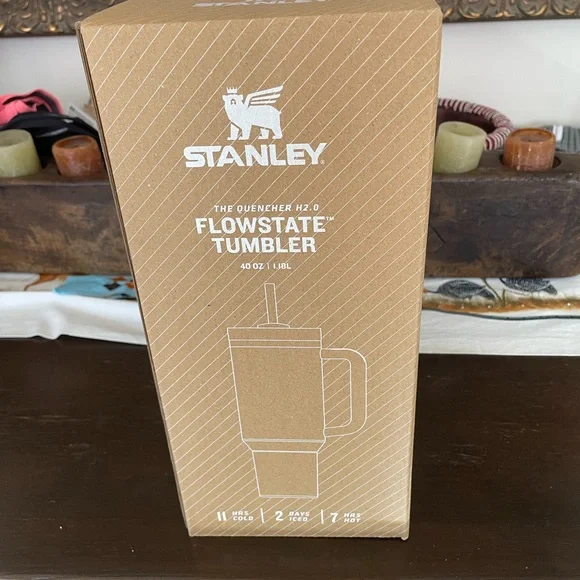 STANLEY
STANLEY
THE QUENCHER H2.0
FLOWSTATE™
TUMBLER
40 OZ | 1.18L
11 HRS COLD | 2 DAYS ICED | 7 HRS HOT